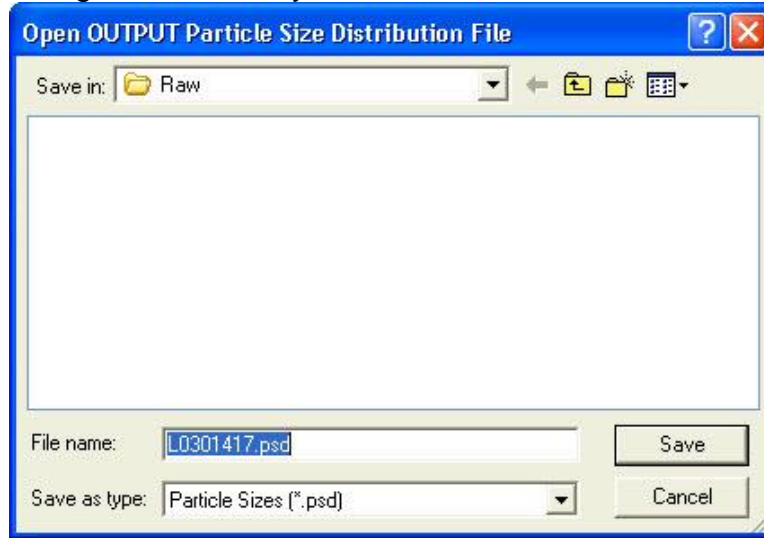 Open OUTPUT Particle Size Distribution File
Save in: Raw
File name: L0301417.psd Save
Save as type: Particle Sizes (*.psd) Cancel